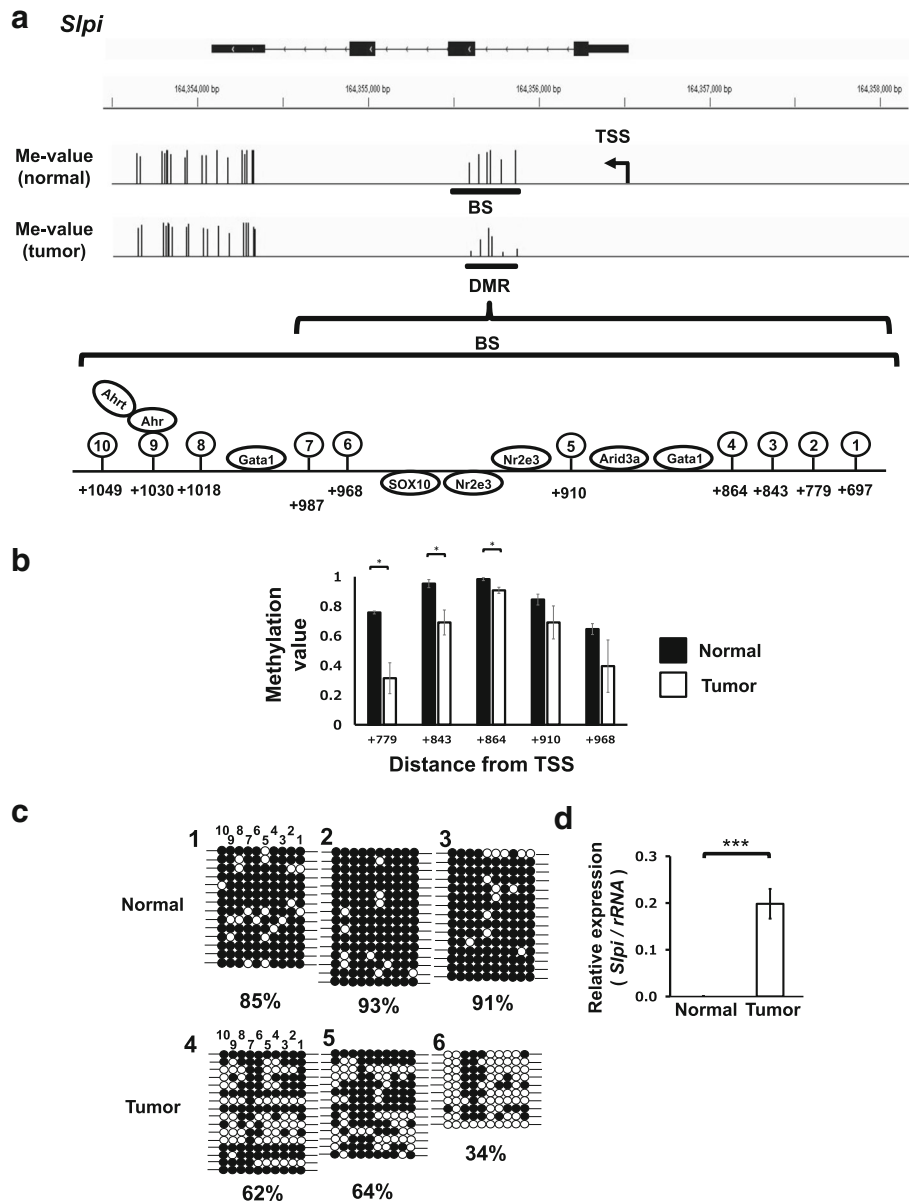 a
Slpi
164,354,000 bp 164,355,000 bp 164,356,000 bp 164,357,000 bp 164,358,000 bp
TSS
Me-value
(normal)
BS
Me-value
(tumor)
DMR
BS
Ahrt
Ahr
10 9 8 Gata1 7 6 Nr2e3 5 Arid3a Gata1 4 3 2 1
SOX10 Nr2e3
+1049 +1030 +1018 +987 +968 +910 +864 +843 +779 +697
b
* * *
Methylation
value
1
0.8
0.6
0.4
0.2
0
+779 +843 +864 +910 +968
Distance from TSS
Normal
Tumor
c
1 2 3
10 9 8 7 6 5 4 3 2 1
Normal
85% 93% 91%
4 5 6
10 9 8 7 6 5 4 3 2 1
Tumor
62% 64% 34%
d
***
Relative expression
( Slpi / rRNA )
0.3
0.2
0.1
0.0
Normal Tumor